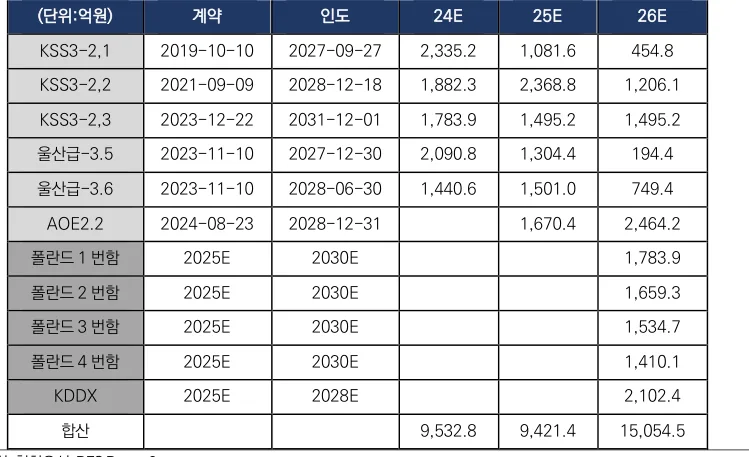 (단위:억원) 계약 인도 24E 25E 26E
KSS3-2,1 2019-10-10 2027-09-27 2,335.2 1,081.6 454.8
KSS3-2,2 2021-09-09 2028-12-18 1,882.3 2,368.8 1,206.1
KSS3-2,3 2023-12-22 2031-12-01 1,783.9 1,495.2 1,495.2
울산급-3.5 2023-11-10 2027-12-30 2,090.8 1,304.4 194.4
울산급-3.6 2023-11-10 2028-06-30 1,440.6 1,501.0 749.4
AOE2.2 2024-08-23 2028-12-31 1,670.4 2,464.2
폴란드 1 번함 2025E 2030E 1,783.9
폴란드 2 번함 2025E 2030E 1,659.3
폴란드 3 번함 2025E 2030E 1,534.7
폴란드 4 번함 2025E 2030E 1,410.1
KDDX 2025E 2028E 2,102.4
합산 9,532.8 9,421.4 15,054.5